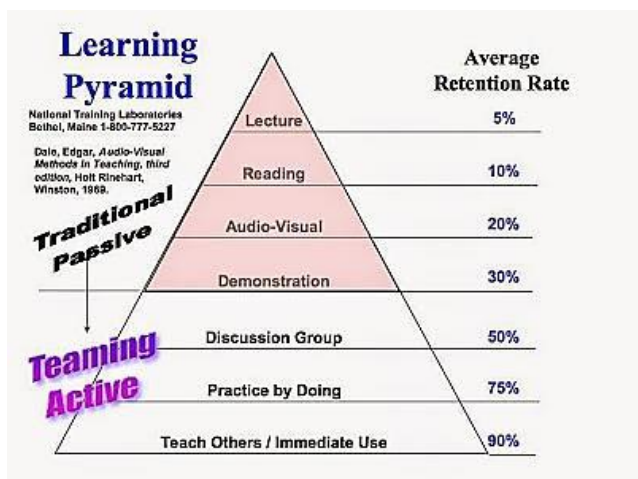 Learning
Pyramid
National Training Laboratories
Bethel, Maine 1-800-777-5227
Dale, Edgar, Audio-Visual
Methods in Teaching, third
edition, Holt Rinehart,
Winston, 1969.
Average
Retention Rate
Lecture 5%
Reading 10%
Audio-Visual 20%
Demonstration 30%
Traditional
Passive
Teaming
Active
Discussion Group 50%
Practice by Doing 75%
Teach Others / Immediate Use 90%